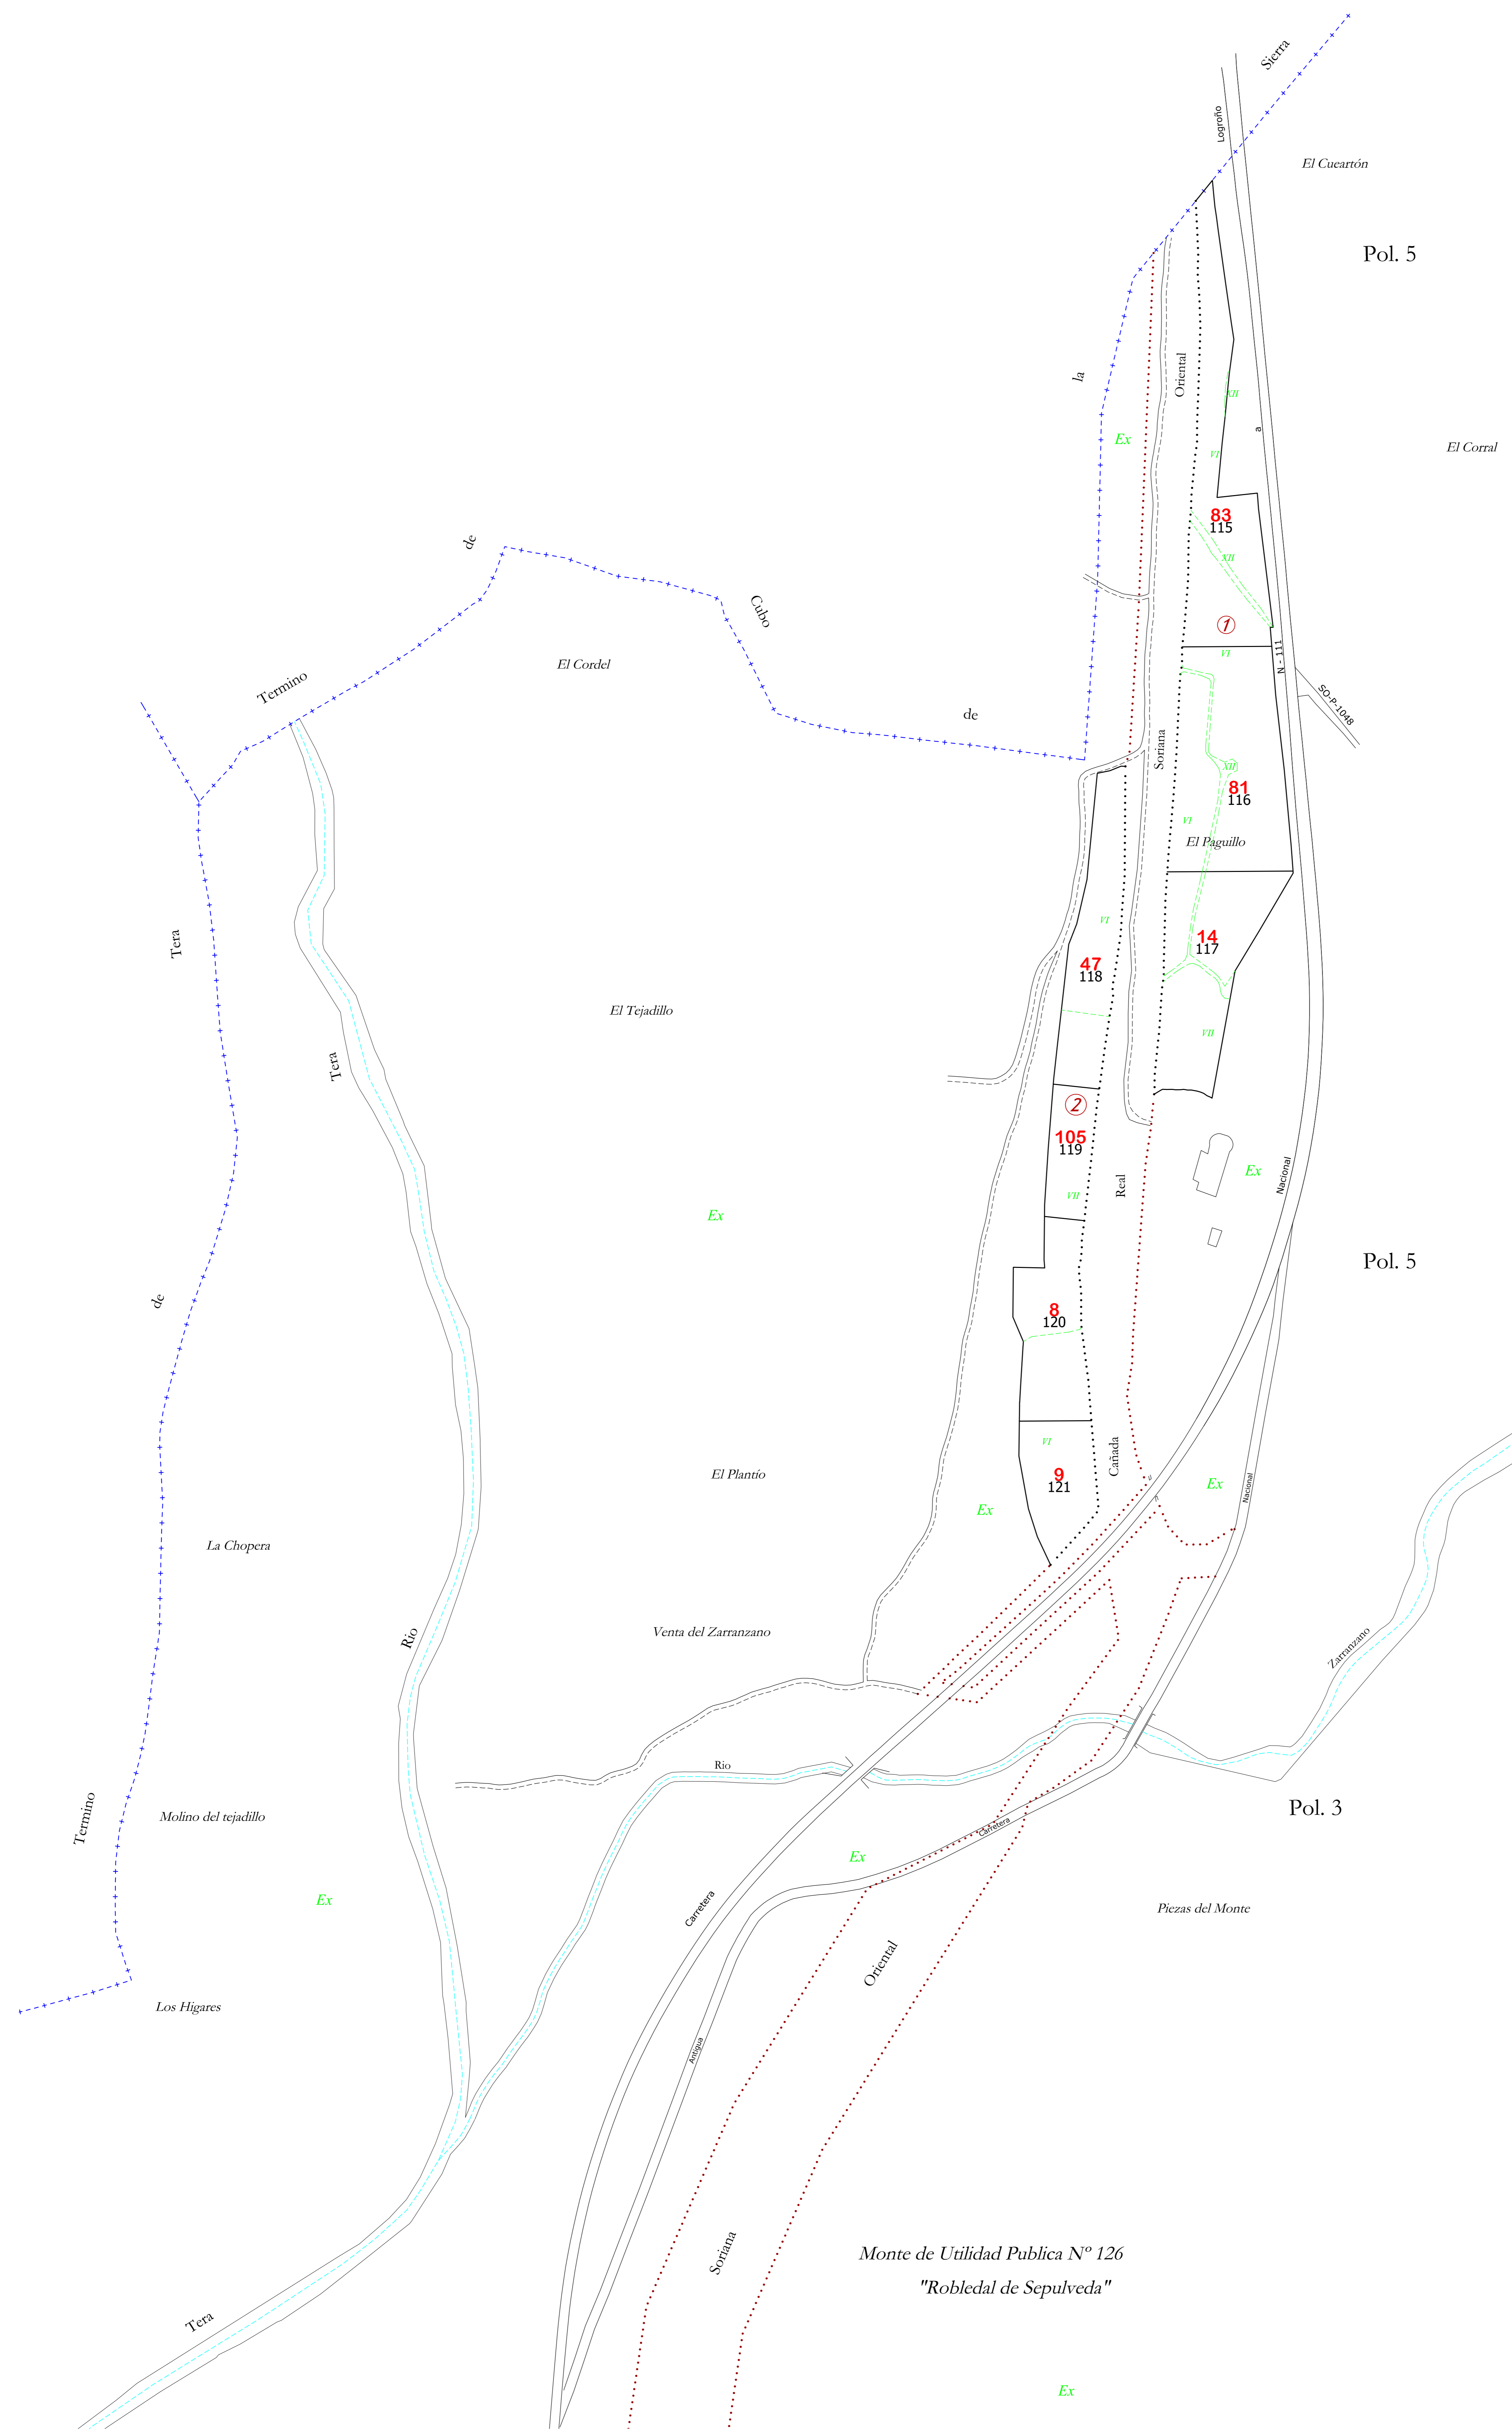 Sierra
Logroño
El Cueartón
Pol. 5
Oriental
la
XII
a
Ex
El Corral
VI
83
115
de
XII
Cubo
1
N - 111
El Cordel
VI
Termino
SO-P-1048
de
Soriana
XII
81
116
VI
El Paguillo
VI
Tera
14
117
47
118
El Tejadillo
VII
Tera
2
105
119
Ex
Nacional
Real
VII
Ex
Pol. 5
de
8
120
VI
Cañada
El Plantío
9
121
Ex
Nacional
Ex
La Chopera
Venta del Zarranzano
Rio
Zarranzano
Rio
Pol. 3
Molino del tejadillo
Termino
Carretera
Ex
Ex
Carretera
Piezas del Monte
Oriental
Los Higares
Antigua
Soriana
Monte de Utilidad Publica Nº 126
"Robledal de Sepulveda"
Tera
Ex